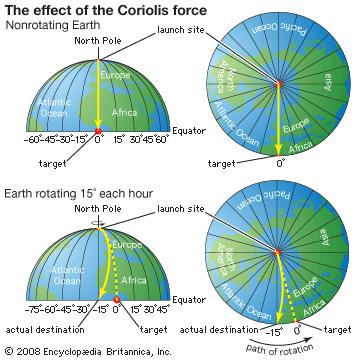 The effect of the Coriolis force
Nonrotating Earth
North Pole
launch site
Pacific Ocean
North America
Asia
Europe
Atlantic Ocean
Africa
Atlantic Ocean
Europe
Africa
–60°–45°–30°–15° 0° 15° 30°45°60°
Equator
target
target
0°
Earth rotating 15° each hour
North Pole
launch site
Pacific Ocean
North America
Asia
Europe
Atlantic Ocean
Africa
Atlantic Ocean
Europe
Africa
–75°–60°–45°–30° –15° 0° 15° 30°45°
Equator
actual destination
target
actual destination
–15°
0°
target
path of rotation
© 2008 Encyclopædia Britannica, Inc.